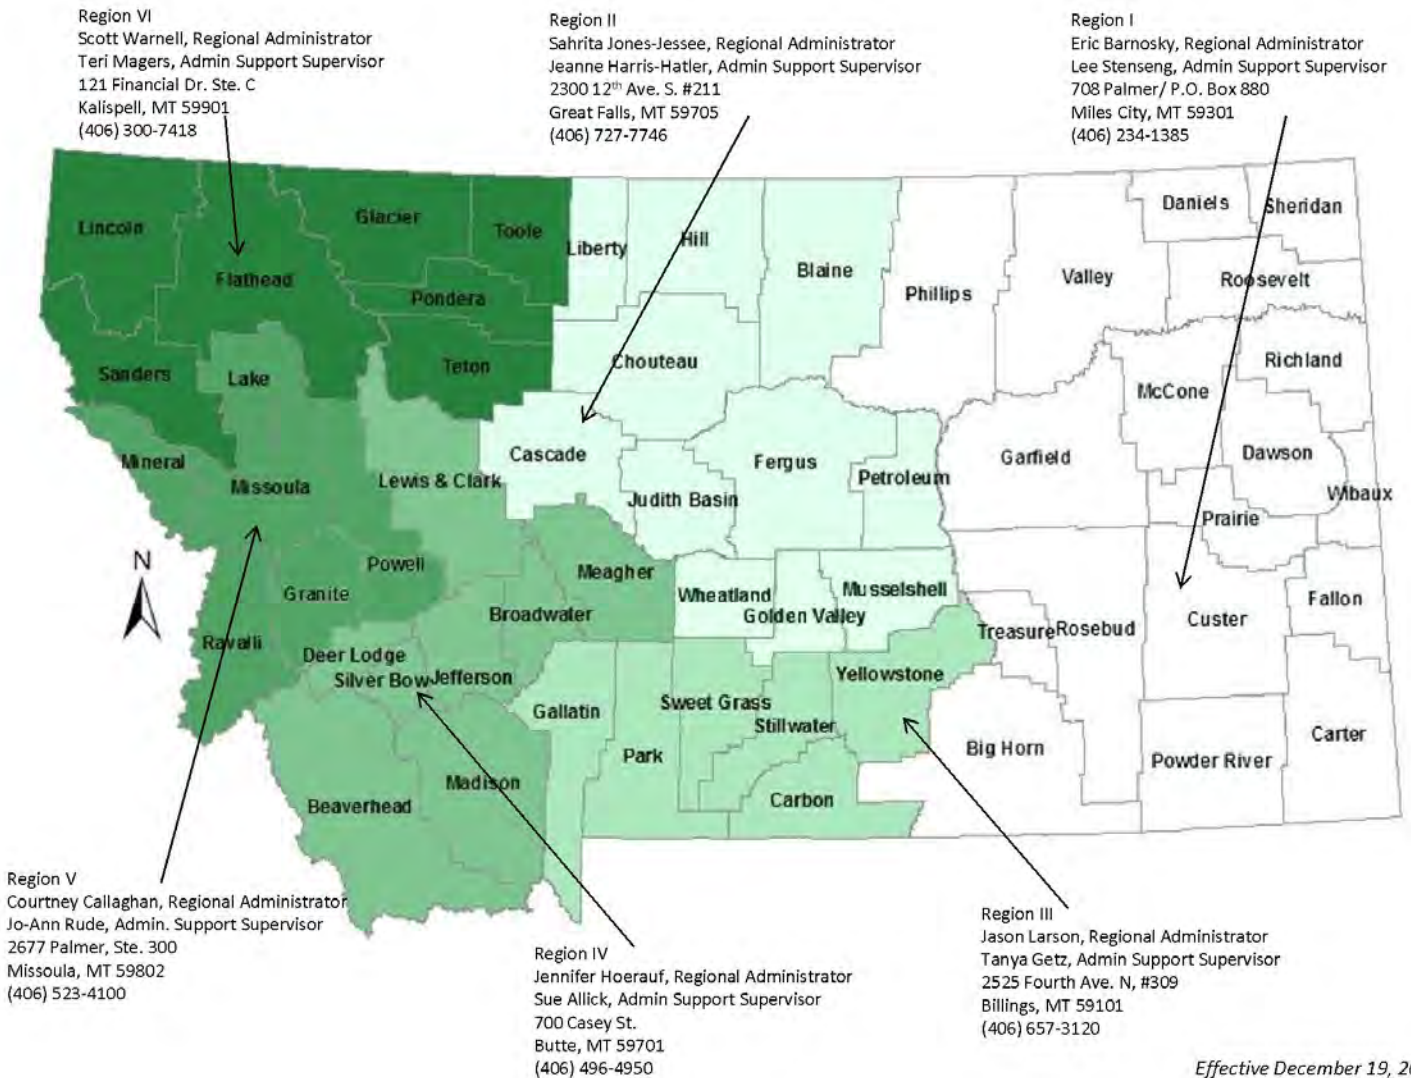 Region VI
Scott Warnell, Regional Administrator
Teri Magers, Admin Support Supervisor
121 Financial Dr. Ste. C
Kalispell, MT 59901
(406) 300-7418
Region II
Sahrita Jones-Jessee, Regional Administrator
Jeanne Harris-Hatler, Admin Support Supervisor
2300 12th Ave. S. #211
Great Falls, MT 59705
(406) 727-7746
Region I
Eric Barnosky, Regional Administrator
Lee Stenseng, Admin Support Supervisor
708 Palmer/ P.O. Box 880
Miles City, MT 59301
(406) 234-1385
Lincoln
Flathead
Glacier
Toole
Pondera
Teton
Sanders
Lake
Liberty
Hill
Blaine
Chouteau
Phillips
Valley
Daniels
Sheridan
Roosevelt
Richland
McCone
Dawson
Garfield
Wibaux
Prairie
Mineral
Missoula
Lewis & Clark
Cascade
Judith Basin
Fergus
Petroleum
N
Powell
Granite
Ravalli
Meagher
Broadwater
Wheatland
Golden Valley
Musselshell
Treasure
Rosebud
Custer
Fallon
Deer Lodge
Silver Bow
Jefferson
Gallatin
Sweet Grass
Stillwater
Yellowstone
Park
Carbon
Big Horn
Powder River
Carter
Madison
Beaverhead
Region V
Courtney Callaghan, Regional Administrator
Jo-Ann Rude, Admin. Support Supervisor
2677 Palmer, Ste. 300
Missoula, MT 59802
(406) 523-4100
Region IV
Jennifer Hoerauf, Regional Administrator
Sue Allick, Admin Support Supervisor
700 Casey St.
Butte, MT 59701
(406) 496-4950
Region III
Jason Larson, Regional Administrator
Tanya Getz, Admin Support Supervisor
2525 Fourth Ave. N, #309
Billings, MT 59101
(406) 657-3120
Effective December 19,